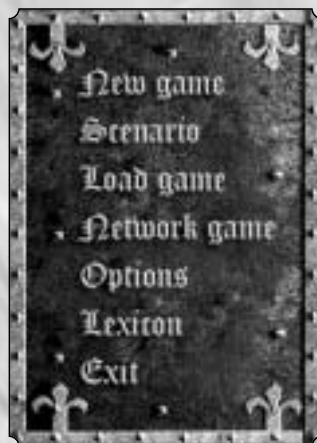 New game
Scenario
Load game
Network game
Options
Lexicon
Exit